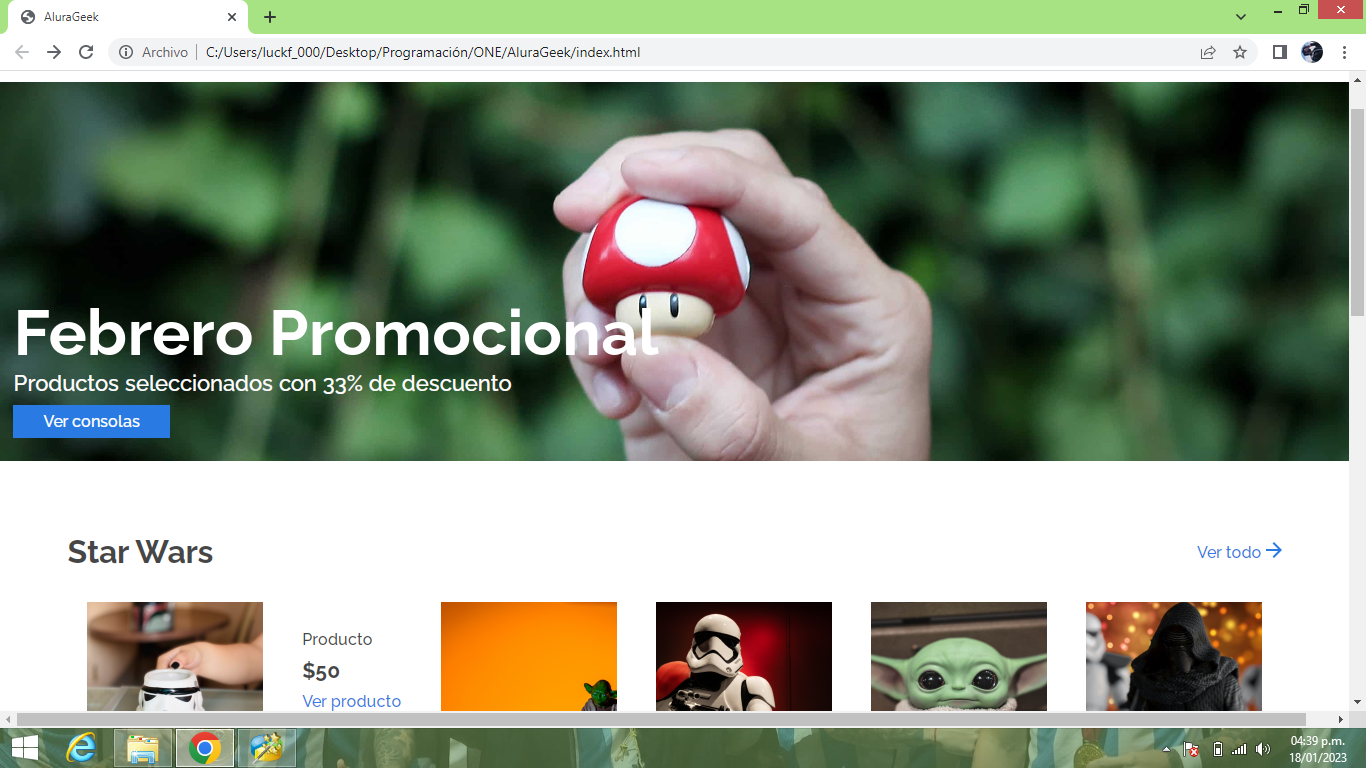 AluraGeek
Archivo
C:/Users/luckf_000/Desktop/Programación/ONE/AluraGeek/index.html
Febrero Promocional
Productos seleccionados con 33% de descuento
Ver consolas
Star Wars
Ver todo
Producto
$50
Ver producto
04:39 p.m.
18/01/2023